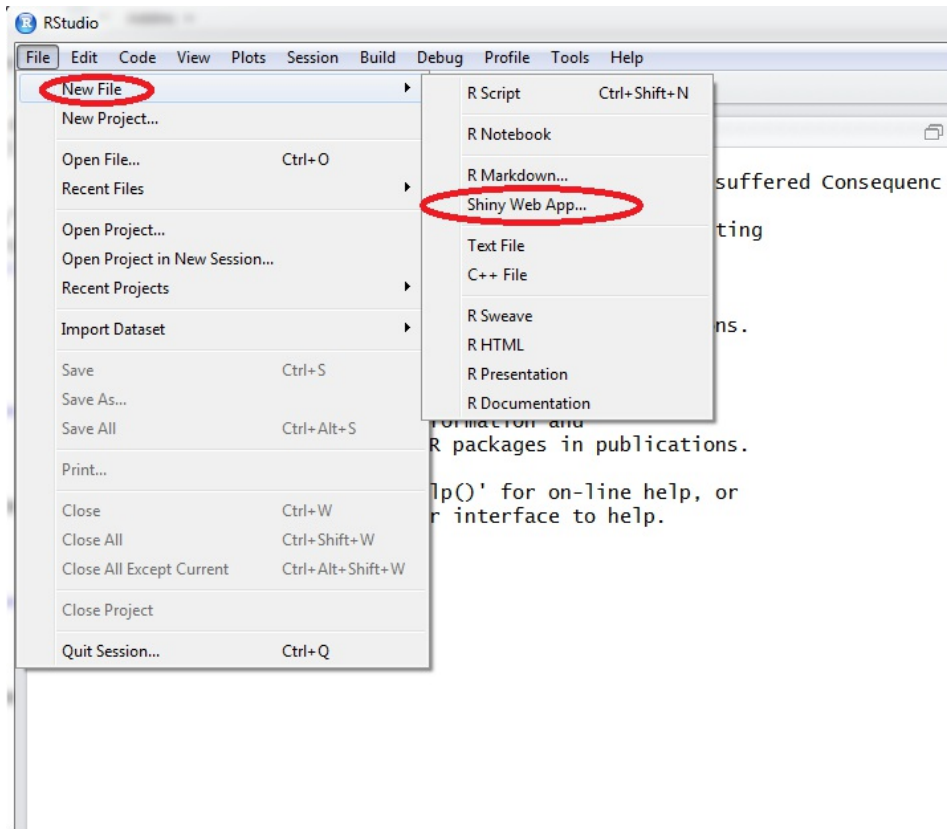 RStudio
File Edit Code View Plots Session Build Debug Profile Tools Help
New File
New Project...
Open File... Ctrl+O
Recent Files
Open Project...
Open Project in New Session...
Recent Projects
Import Dataset
Save Ctrl+S
Save As...
Save All Ctrl+Alt+S
Print...
Close Ctrl+W
Close All Ctrl+Shift+W
Close All Except Current Ctrl+Alt+Shift+W
Close Project
Quit Session... Ctrl+Q
R Script Ctrl+Shift+N
R Notebook
R Markdown...
Shiny Web App...
Text File
C++ File
R Sweave
R HTML
R Presentation
R Documentation
suffered Consequenc
ting
ns.
formation and
R packages in publications.
lp()' for on-line help, or
r interface to help.